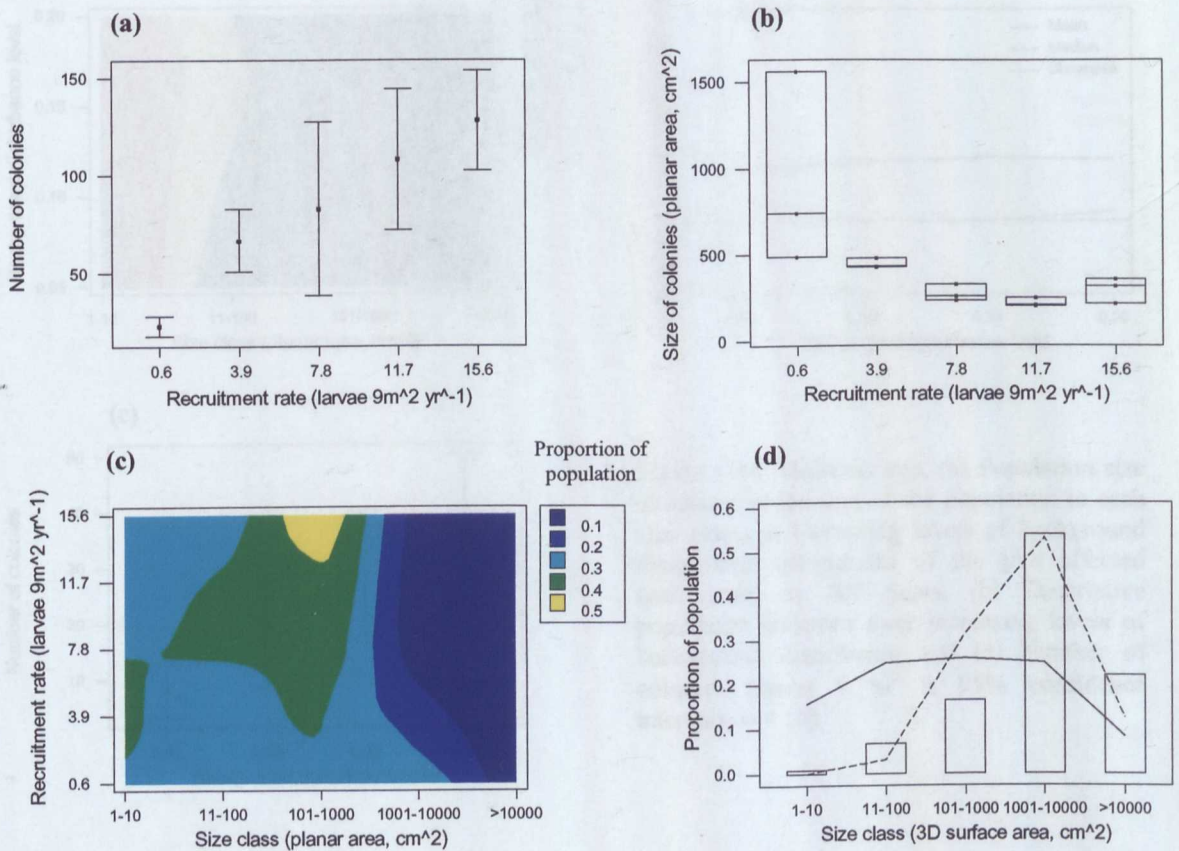 (a)
Number of colonies
150
100
50
0.6 3.9 7.8 11.7 15.6
Recruitment rate (larvae 9m^2 yr^-1)
(b)
Size of colonies (planar area, cm^2)
1500
1000
500
0
0.6 3.9 7.8 11.7 15.6
Recruitment rate (larvae 9m^2 yr^-1)
(c)
Recruitment rate (larvae 9m^2 yr^-1)
15.6
11.7
7.8
3.9
0.6
1-10 11-100 101-1000 1001-10000 >10000
Size class (planar area, cm^2)
Proportion of
population
0.1
0.2
0.3
0.4
0.5
(d)
Proportion of population
0.6
0.5
0.4
0.3
0.2
0.1
0.0
1-10 11-100 101-1000 1001-10000 >10000
Size class (3D surface area, cm^2)